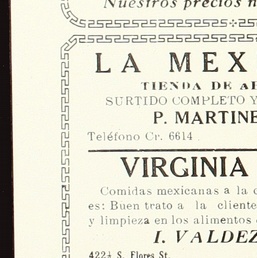 Nuestros precios n
LA MEX
TIENDA DE AB
SURTIDO COMPLETO Y
P. MARTINE
Teléfono Cr. 6614
VIRGINIA
Comidas mexicanas a la c
es: Buen trato a la cliente
y limpieza en los alimentos
I. VALDEZ
422½ S. Flores St.